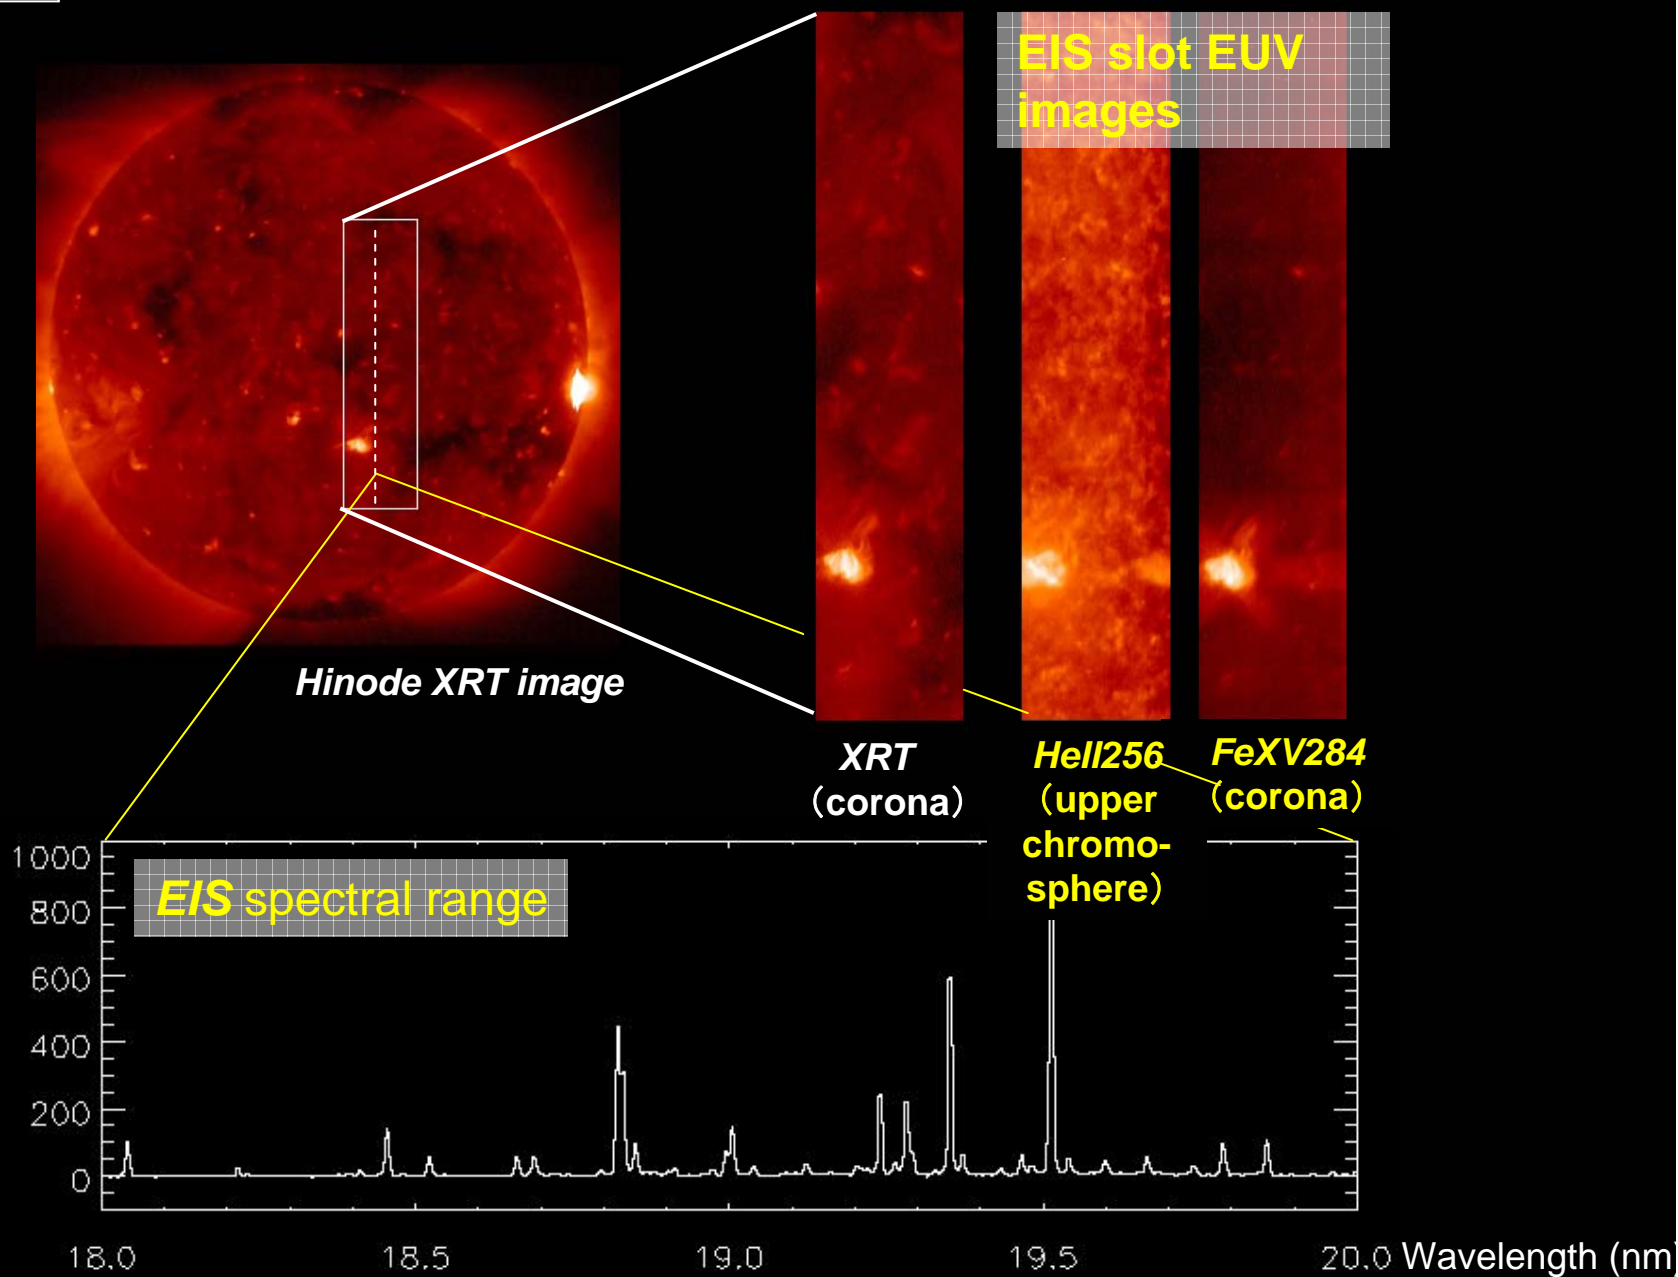 EIS slot EUV
images
Hinode XRT image
XRT
（corona）
HeII256
（upper
chromo-
sphere）
FeXV284
（corona）
EIS spectral range
1000
800
600
400
200
0
18.0 18.5 19.0 19.5 20.0 Wavelength (nm)